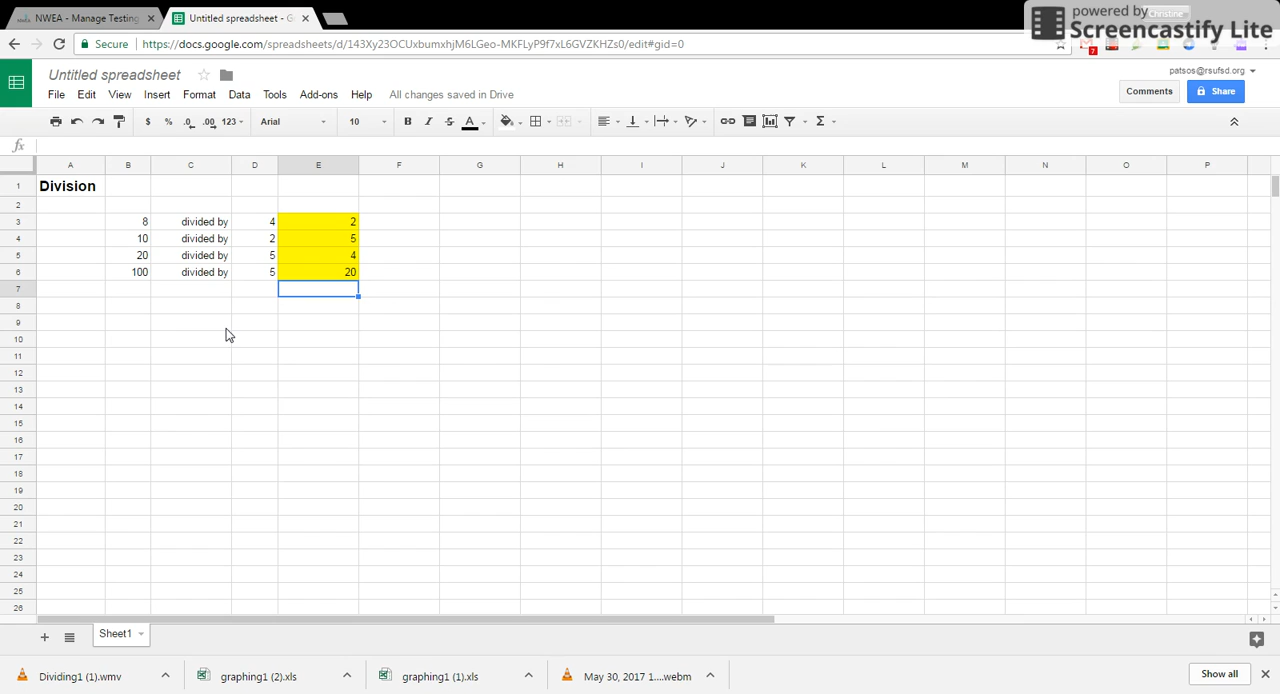 NWEA - Manage Testing
Untitled spreadsheet - G
Christine
powered by
Screencastify Lite
Secure
https://docs.google.com/spreadsheets/d/143Xy23OCUxbumxhjM6LGeo-MKFLyP9f7xL6GVZKHZs0/edit#gid=0
7
Untitled spreadsheet
patsos@rsufsd.org
File Edit View Insert Format Data Tools Add-ons Help All changes saved in Drive
Comments Share
$ % .0 .00 123 Arial 10 B I S A Σ
fx
A B C D E F G H I J K L M N O P
1 Division
2
3 8 divided by 4 2
4 10 divided by 2 5
5 20 divided by 5 4
6 100 divided by 5 20
7
8
9
10
11
12
13
14
15
16
17
18
19
20
21
22
23
24
25
26
+ Sheet1
Dividing1 (1).wmv
graphing1 (2).xls
graphing1 (1).xls
May 30, 2017 1....webm
Show all